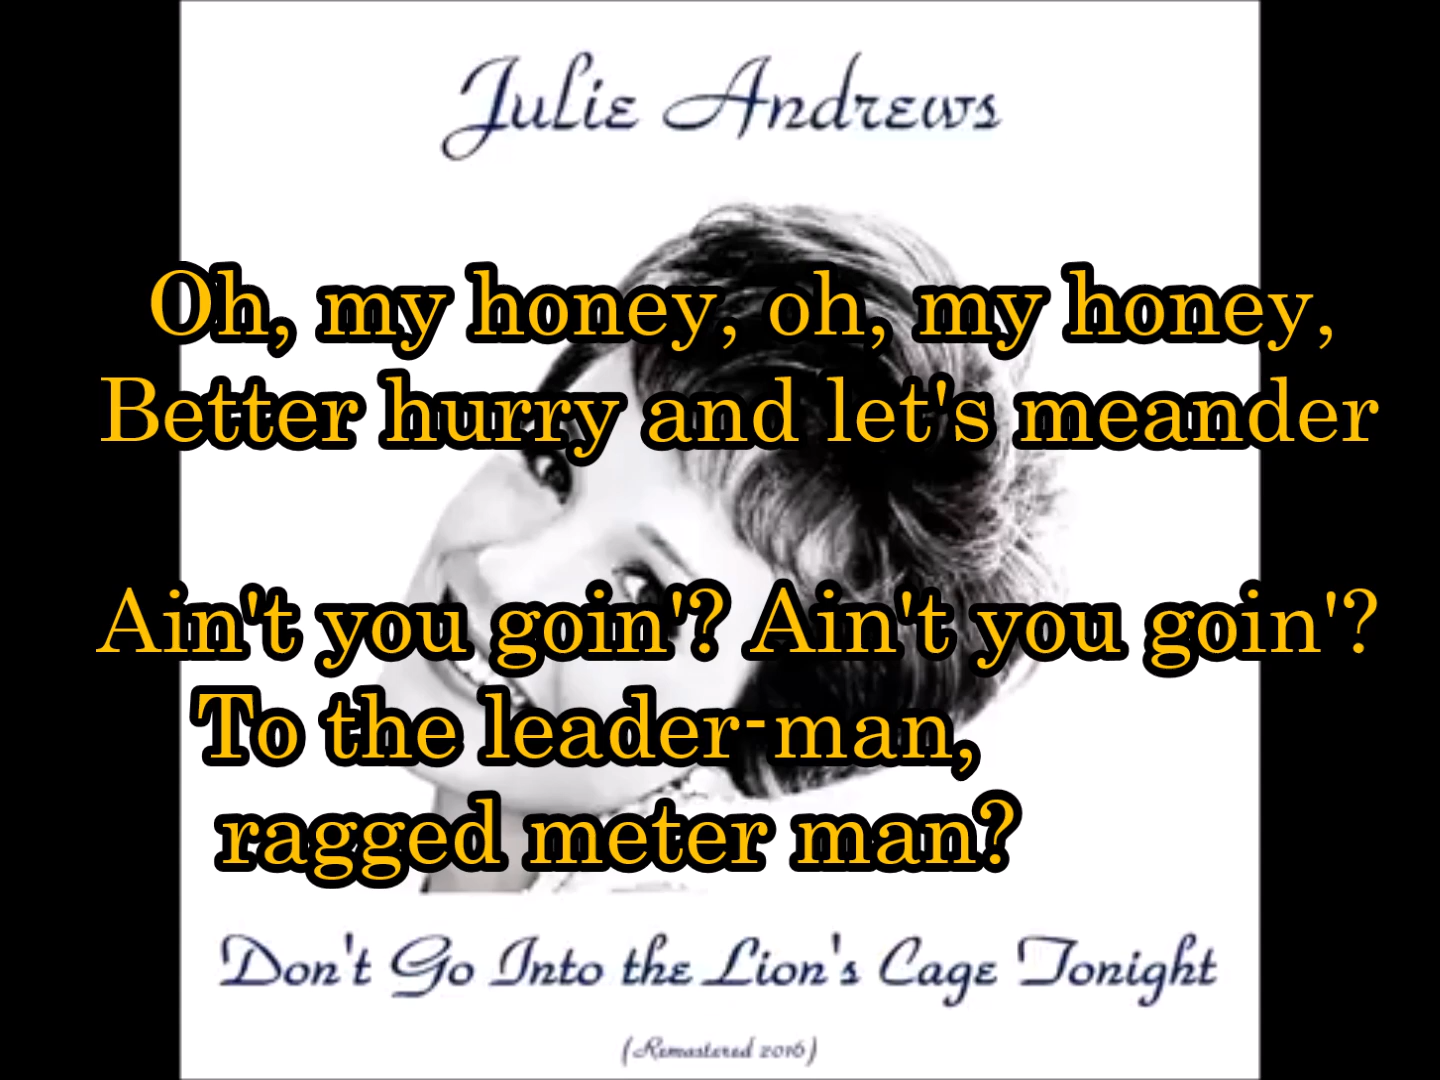 Julie Andrews
Oh, my honey, oh, my honey,
Better hurry and let's meander
Ain't you goin'? Ain't you goin'?
To the leader-man,
ragged meter man?
Don't Go Into the Lion's Cage Tonight
(Remastered 2016)